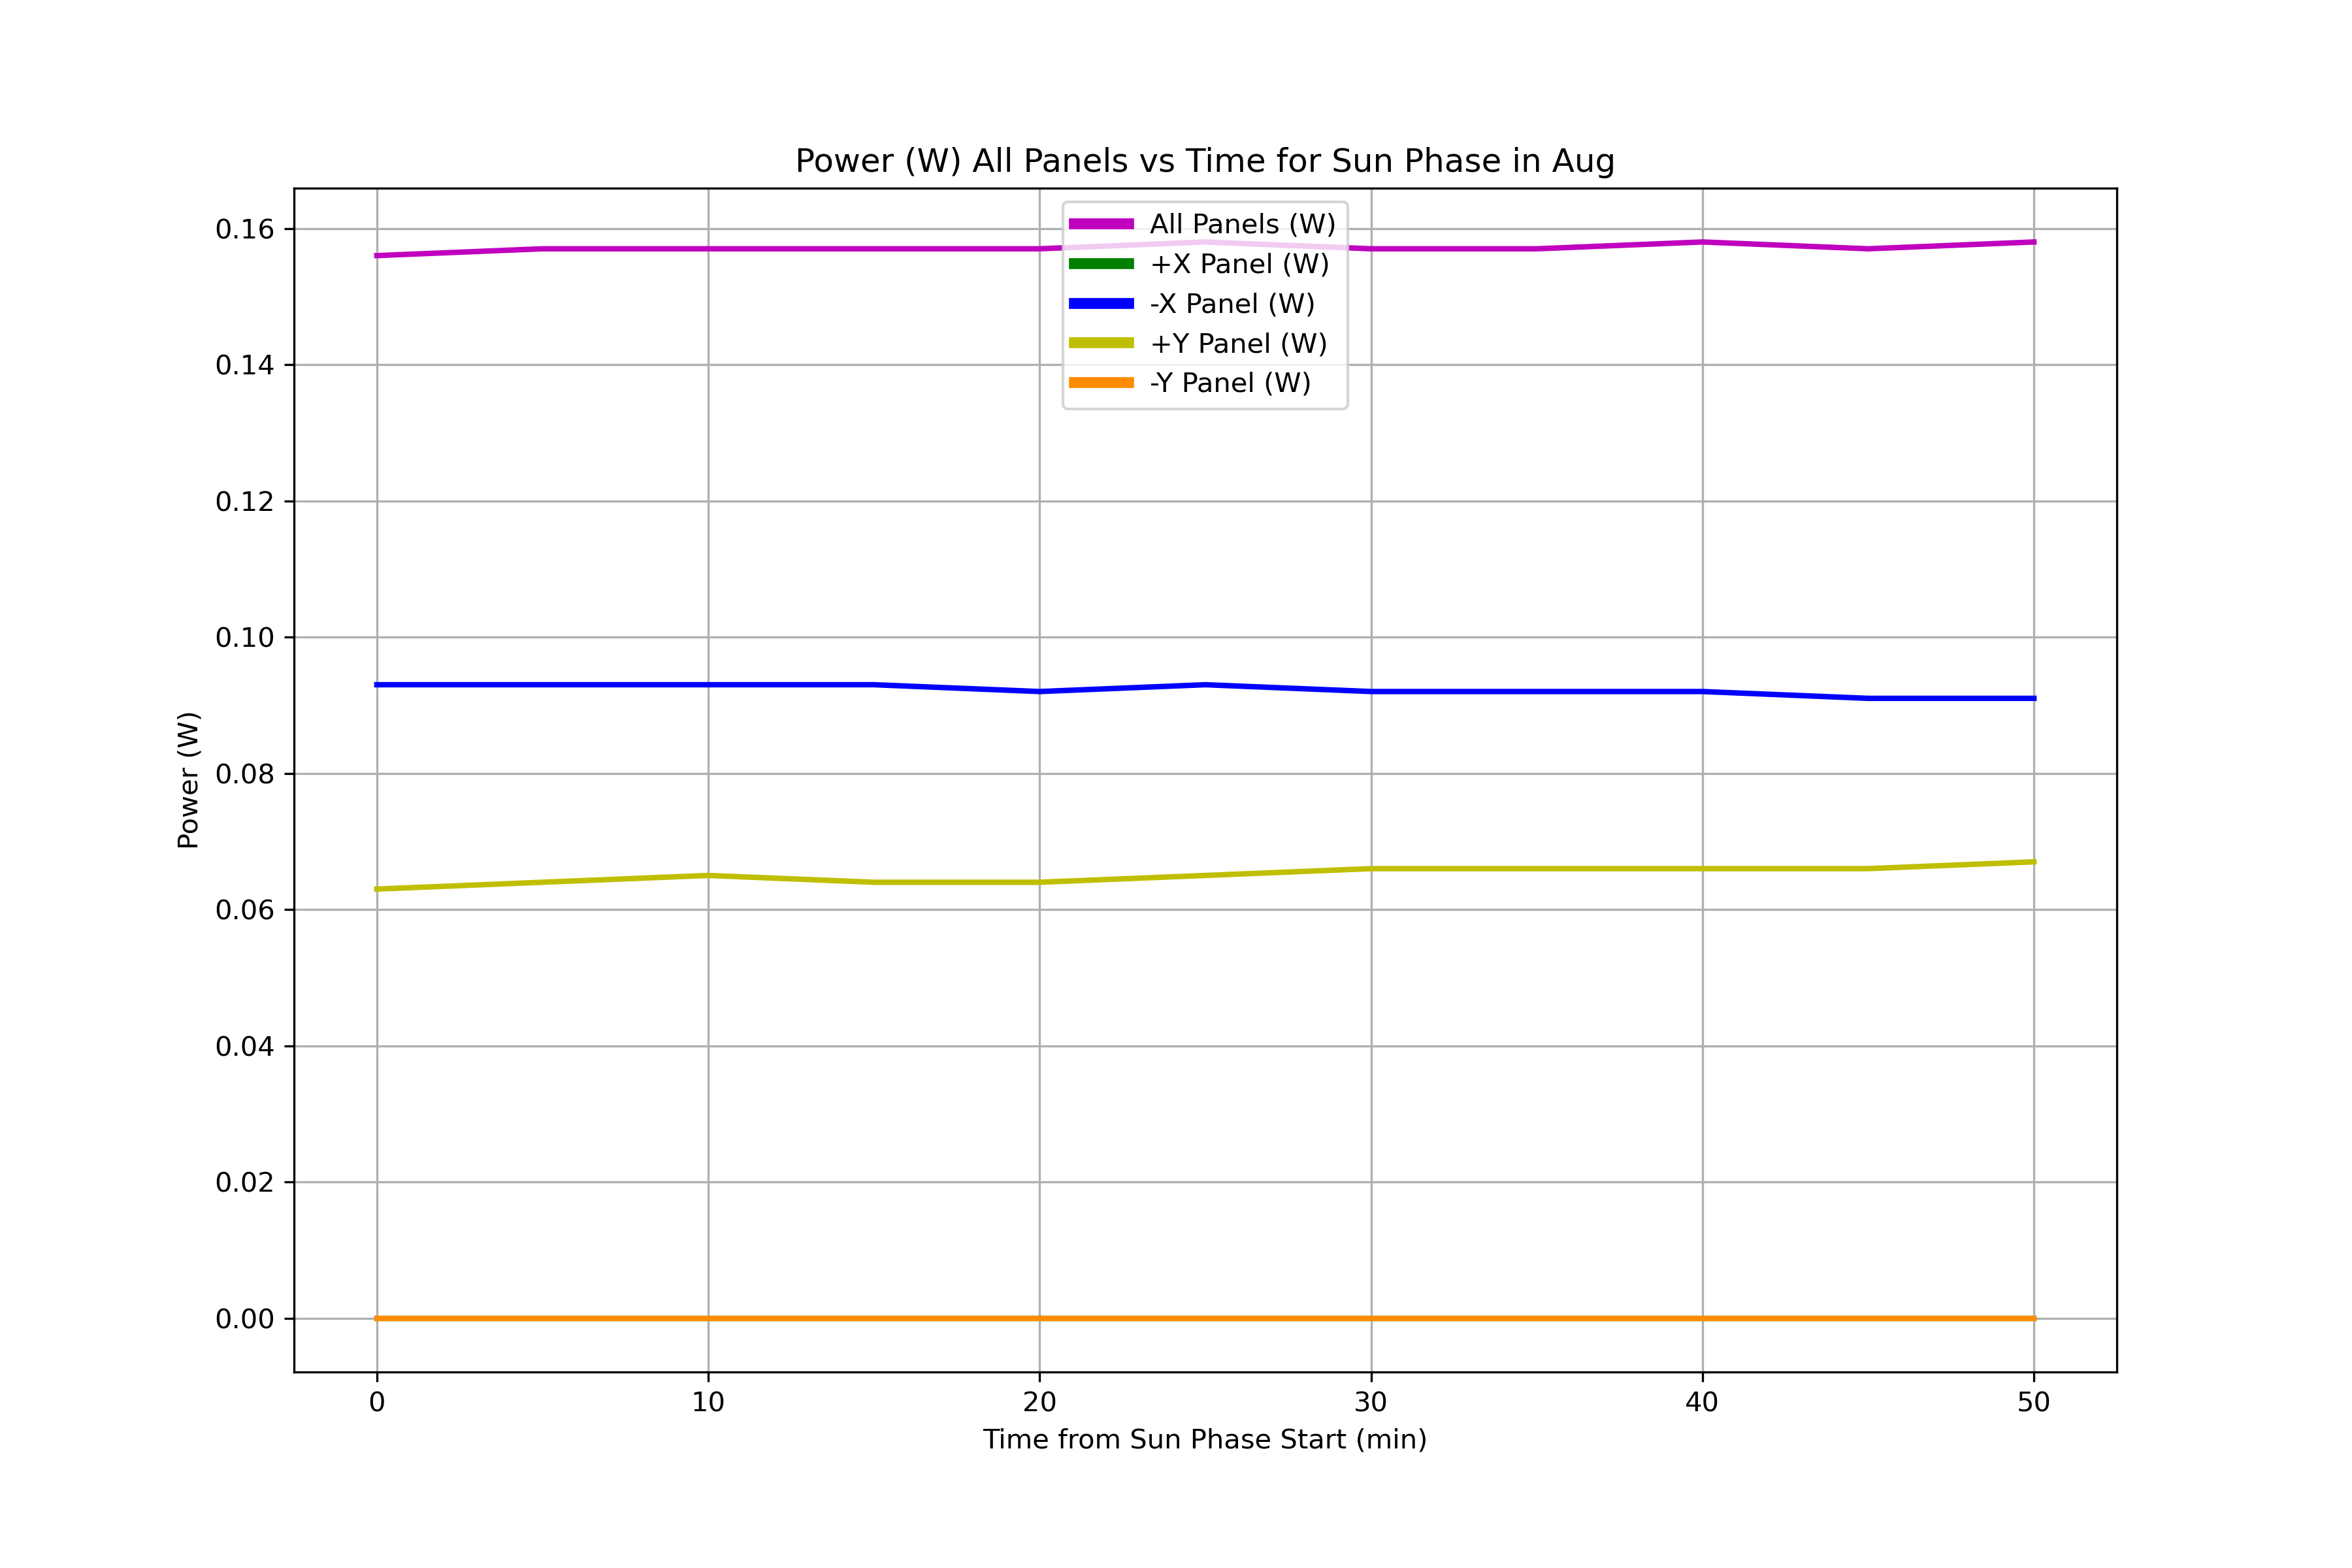 Power (W) All Panels vs Time for Sun Phase in Aug
All Panels (W)
+X Panel (W)
-X Panel (W)
+Y Panel (W)
-Y Panel (W)
Power (W)
0.16
0.14
0.12
0.10
0.08
0.06
0.04
0.02
0.00
0 10 20 30 40 50
Time from Sun Phase Start (min)